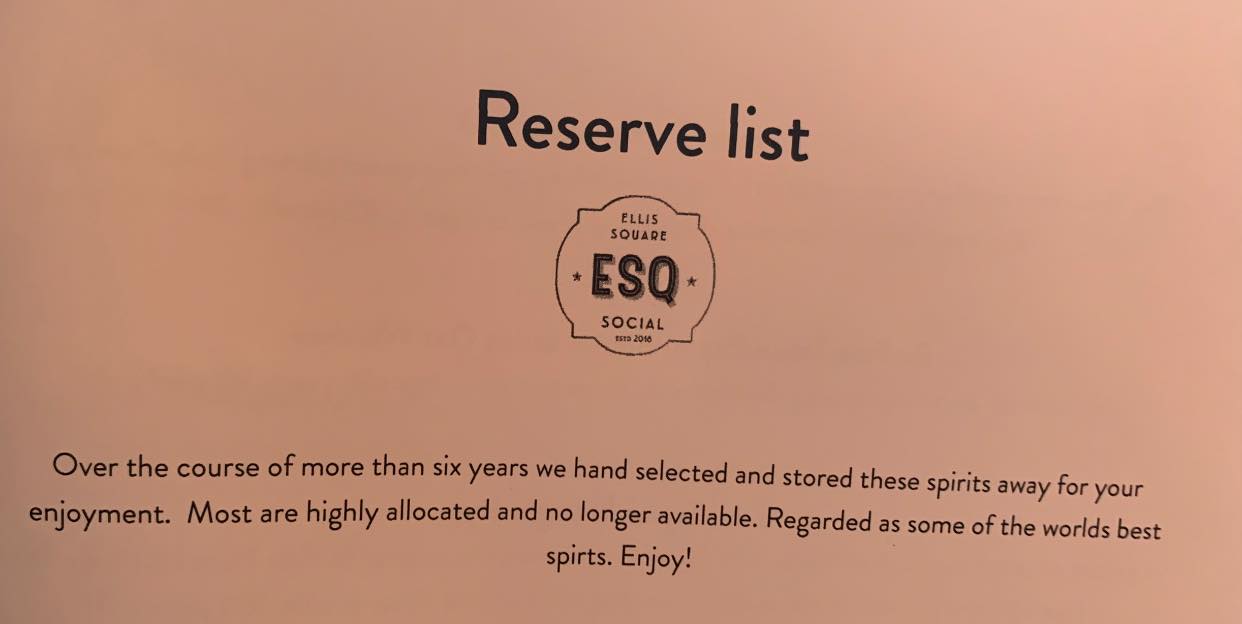 Reserve list
ELLIS
SQUARE
ESQ
SOCIAL
ESTD 2016
Over the course of more than six years we hand selected and stored these spirits away for your
enjoyment.  Most are highly allocated and no longer available. Regarded as some of the worlds best
spirts. Enjoy!